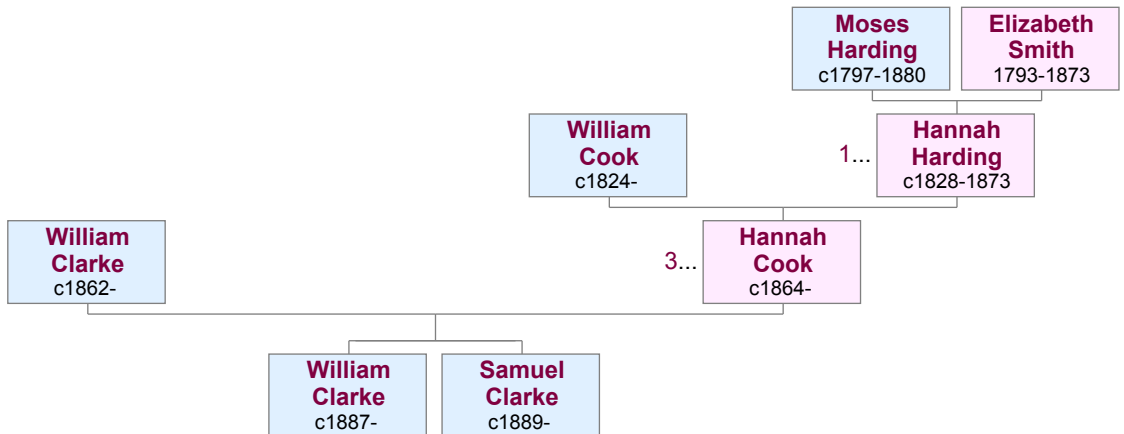 Moses
Harding
c1797-1880
Elizabeth
Smith
1793-1873
William
Cook
c1824-
1...
Hannah
Harding
c1828-1873
William
Clarke
c1862-
3...
Hannah
Cook
c1864-
William
Clarke
c1887-
Samuel
Clarke
c1889-